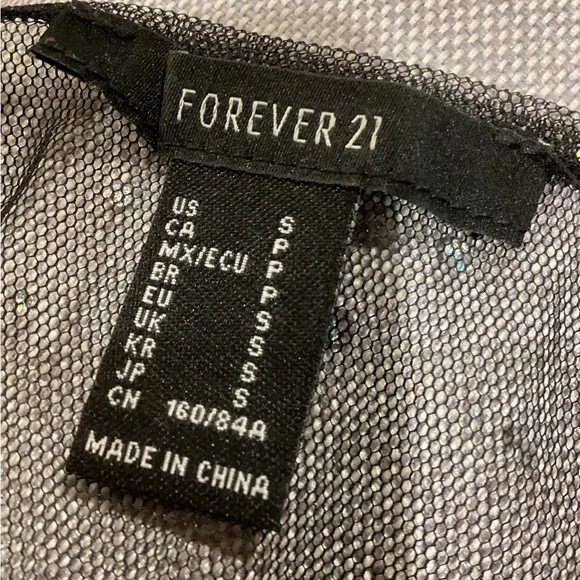 FOREVER 21
US S
CA P
MX/ECU P
BR P
EU S
UK S
KR S
JP S
CN 160/84A
MADE IN CHINA